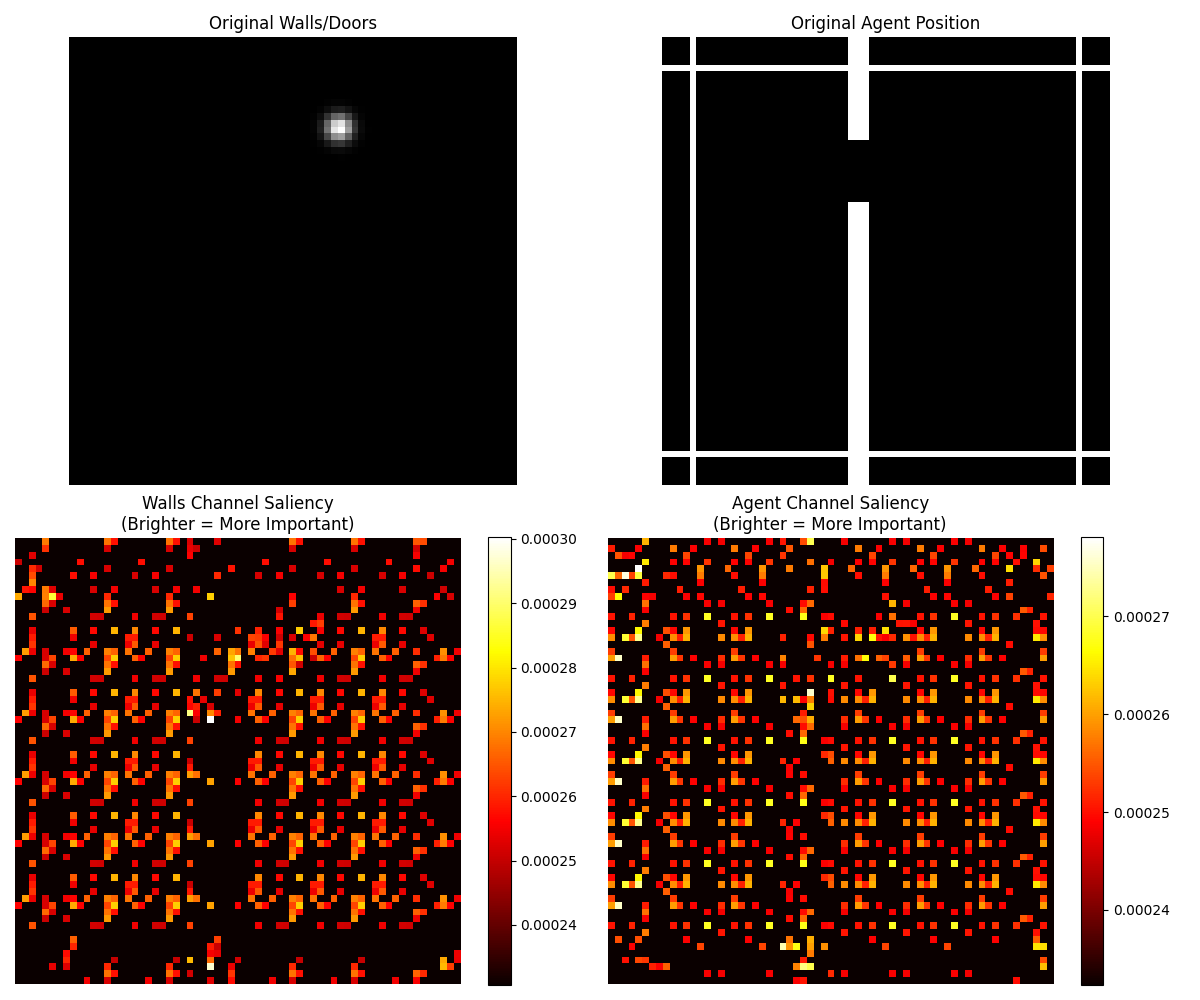 Original Walls/Doors
Original Agent Position
Walls Channel Saliency
(Brighter = More Important)
Agent Channel Saliency
(Brighter = More Important)
0.00030
0.00029
0.00028
0.00027
0.00026
0.00025
0.00024
0.00027
0.00026
0.00025
0.00024